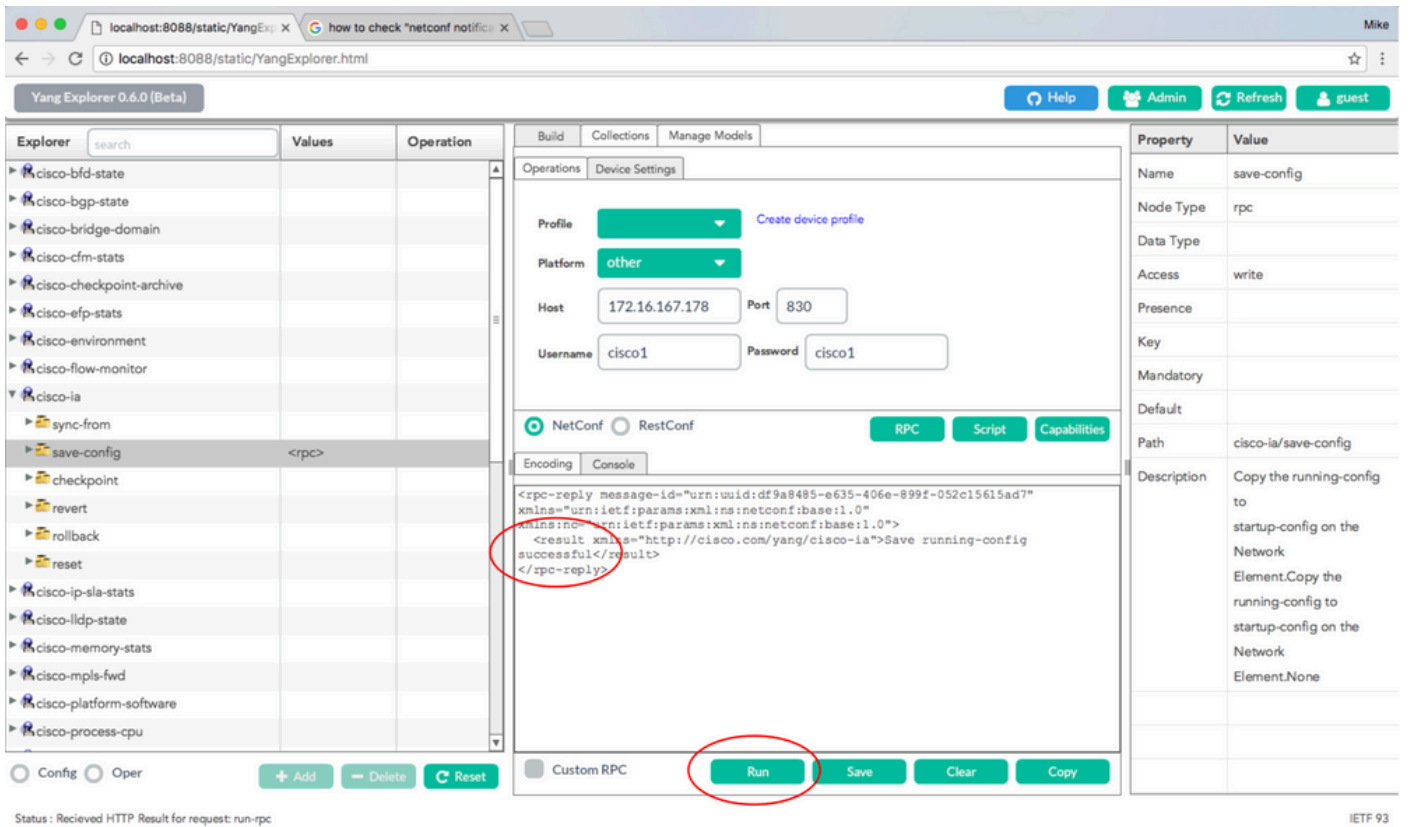 localhost:8088/static/YangExp
how to check "netconf notifica
Mike
localhost:8088/static/YangExplorer.html
Yang Explorer 0.6.0 (Beta)
Help
Admin
Refresh
guest
Explorer
search
Values
Operation
cisco-bfd-state
cisco-bgp-state
cisco-bridge-domain
cisco-cfm-stats
cisco-checkpoint-archive
cisco-efp-stats
cisco-environment
cisco-flow-monitor
cisco-ia
sync-from
save-config
<rpc>
checkpoint
revert
rollback
reset
cisco-ip-sla-stats
cisco-lldp-state
cisco-memory-stats
cisco-mpls-fwd
cisco-platform-software
cisco-process-cpu
Config
Oper
Add
Delete
Reset
Build
Collections
Manage Models
Operations
Device Settings
Profile
Create device profile
Platform
other
Host
172.16.167.178
Port
830
Username
cisco1
Password
cisco1
NetConf
RestConf
RPC
Script
Capabilities
Encoding
Console
<rpc-reply message-id="urn:uuid:df9a8485-e635-406e-899f-052c15615ad7"
xmlns="urn:ietf:params:xml:ns:netconf:base:1.0"
xmlns:nc="urn:ietf:params:xml:ns:netconf:base:1.0">
<result xmlns="http://cisco.com/yang/cisco-ia">Save running-config
successful</result>
</rpc-reply>
Custom RPC
Run
Save
Clear
Copy
Property
Value
Name
save-config
Node Type
rpc
Data Type
Access
write
Presence
Key
Mandatory
Default
Path
cisco-ia/save-config
Description
Copy the running-config
to
startup-config on the
Network
Element.Copy the
running-config to
startup-config on the
Network
Element.None
Status : Recieved HTTP Result for request: run-rpc
IETF 93